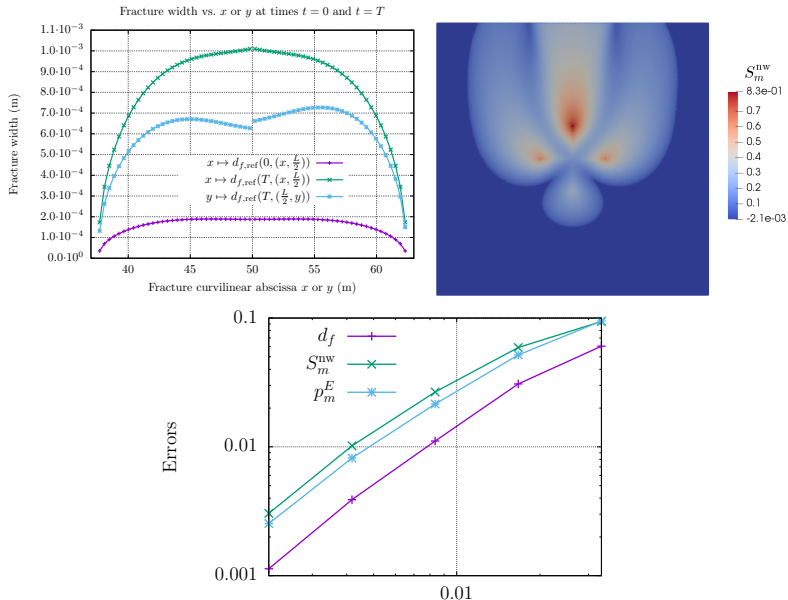 Fracture width vs. x or y at times t = 0 and t = T
Fracture width (m)
1.1·10⁻³
1.0·10⁻³
9.0·10⁻⁴
8.0·10⁻⁴
7.0·10⁻⁴
6.0·10⁻⁴
5.0·10⁻⁴
4.0·10⁻⁴
3.0·10⁻⁴
2.0·10⁻⁴
1.0·10⁻⁴
0.0·10⁰
x ↦ d_{f,ref}(0, (x, L/2))
x ↦ d_{f,ref}(T, (x, L/2))
y ↦ d_{f,ref}(T, (L/2, y))
40 45 50 55 60
Fracture curvilinear abscissa x or y (m)
S_m^{nw}
8.3e-01
0.7
0.6
0.5
0.4
0.3
0.2
0.1
-2.1e-03
Errors
0.1
0.01
0.001
d_f
S_m^{nw}
p_m^E
0.01